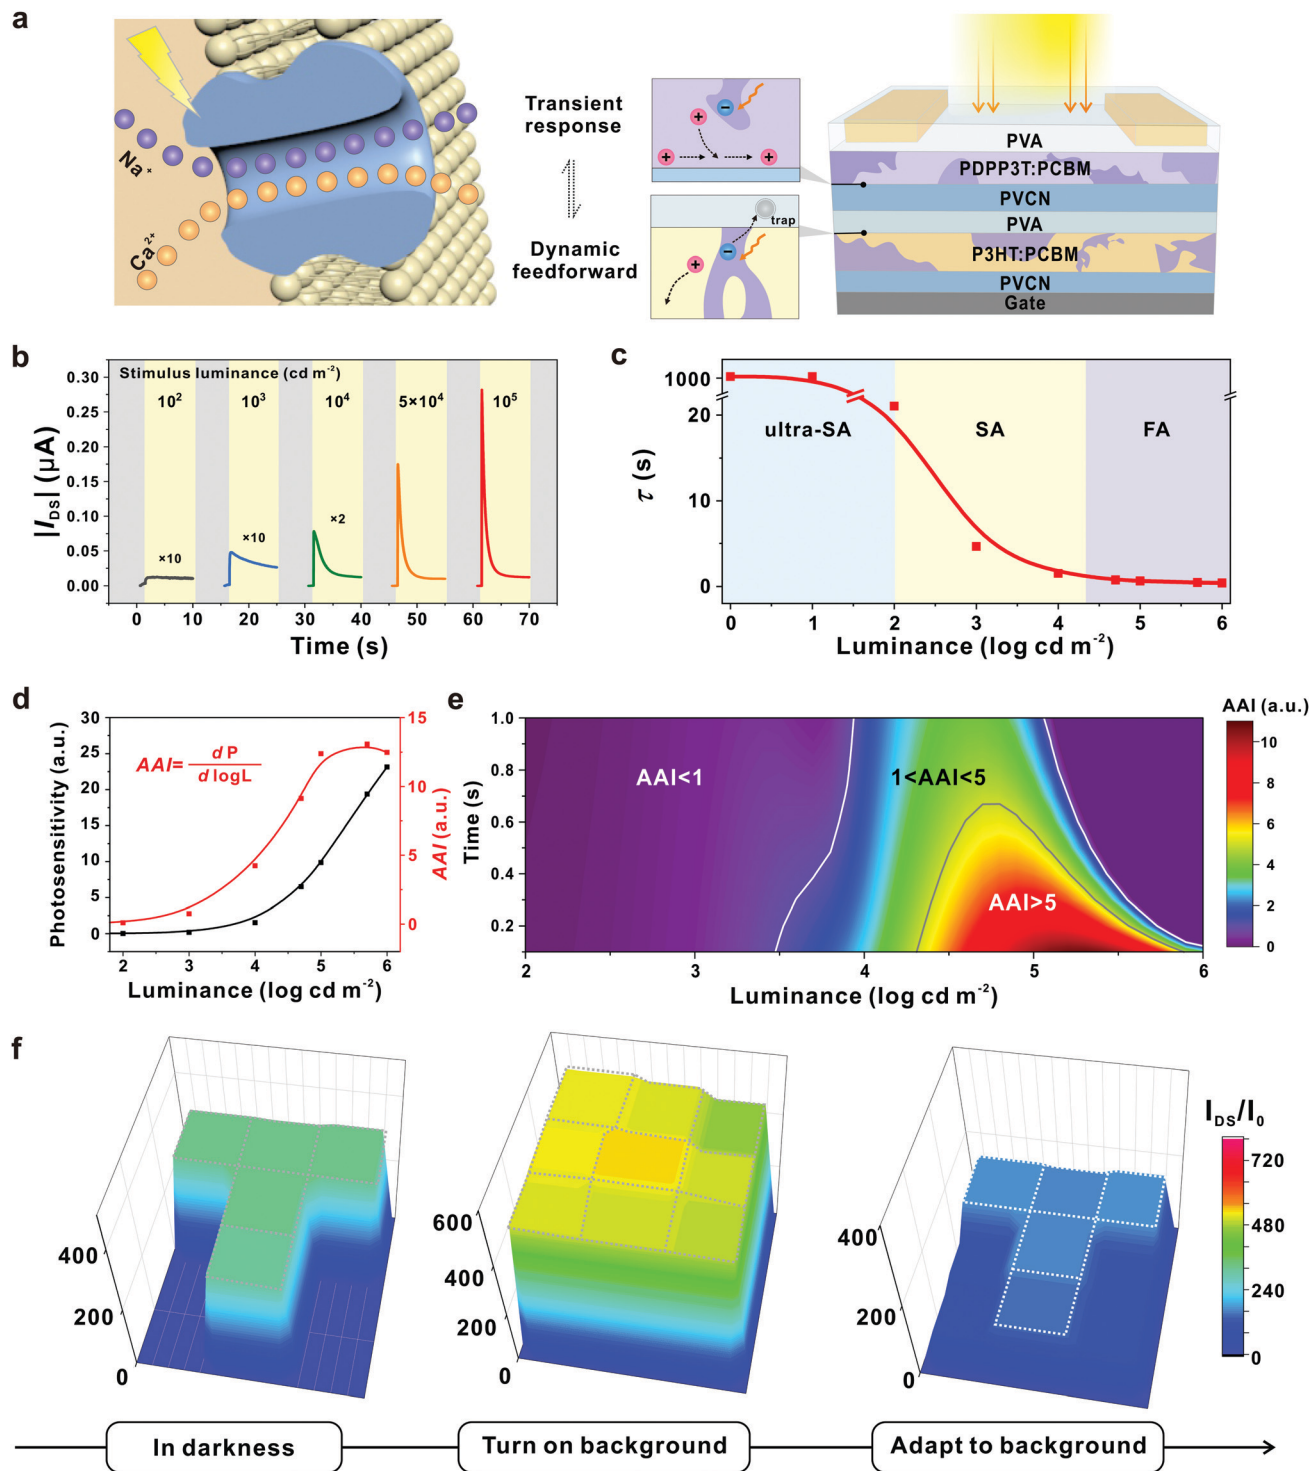 a
Na⁺
Ca²⁺
Transient
response
Dynamic
feedforward
trap
PVA
PDPP3T:PCBM
PVCN
PVA
P3HT:PCBM
PVCN
Gate
b
Stimulus luminance (cd m⁻²)
10² 10³ 10⁴ 5×10⁴ 10⁵
×10 ×10 ×2
0.30
0.25
0.20
0.15
0.10
0.05
0.00
|I_DS| (μA)
0 10 20 30 40 50 60 70
Time (s)
c
1000
20
10
0
τ (s)
ultra-SA SA FA
0 1 2 3 4 5 6
Luminance (log cd m⁻²)
d
30
25
20
15
10
5
0
Photosensitivity (a.u.)
AAI= d P / d logL
15
10
5
0
AAI (a.u.)
2 3 4 5 6
Luminance (log cd m⁻²)
e
1.0
0.8
0.6
0.4
0.2
Time (s)
AAI<1
1<AAI<5
AAI>5
2 3 4 5 6
Luminance (log cd m⁻²)
AAI (a.u.)
10
8
6
4
2
0
f
400
200
0
600
400
200
0
400
200
0
I_DS/I_0
720
480
240
0
In darkness
Turn on background
Adapt to background